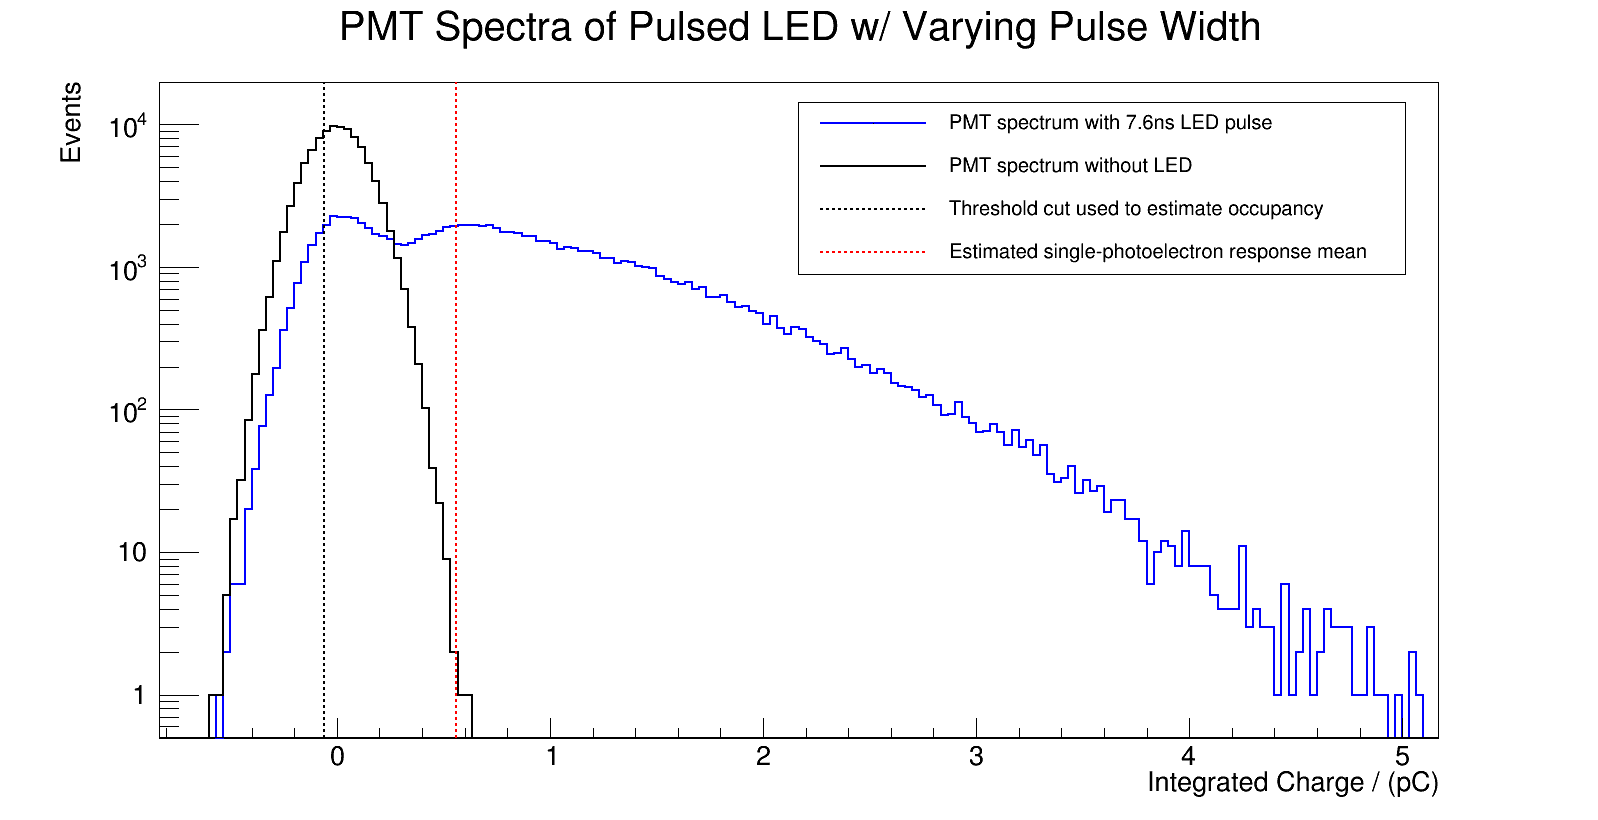 PMT Spectra of Pulsed LED w/ Varying Pulse Width
Events
10^4
10^3
10^2
10
1
PMT spectrum with 7.6ns LED pulse
PMT spectrum without LED
Threshold cut used to estimate occupancy
Estimated single-photoelectron response mean
0 1 2 3 4 5
Integrated Charge / (pC)